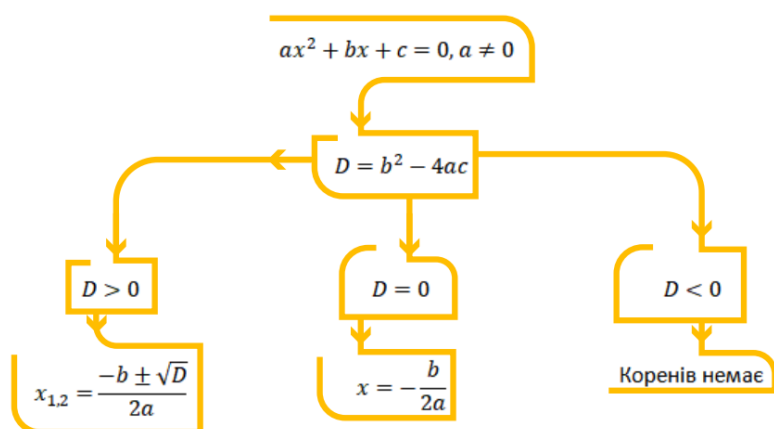 ax² + bx + c = 0, a ≠ 0
D = b² − 4ac
D > 0
D = 0
D < 0
x₁,₂ = (−b ± √D)/2a
x = −b/2a
Коренів немає